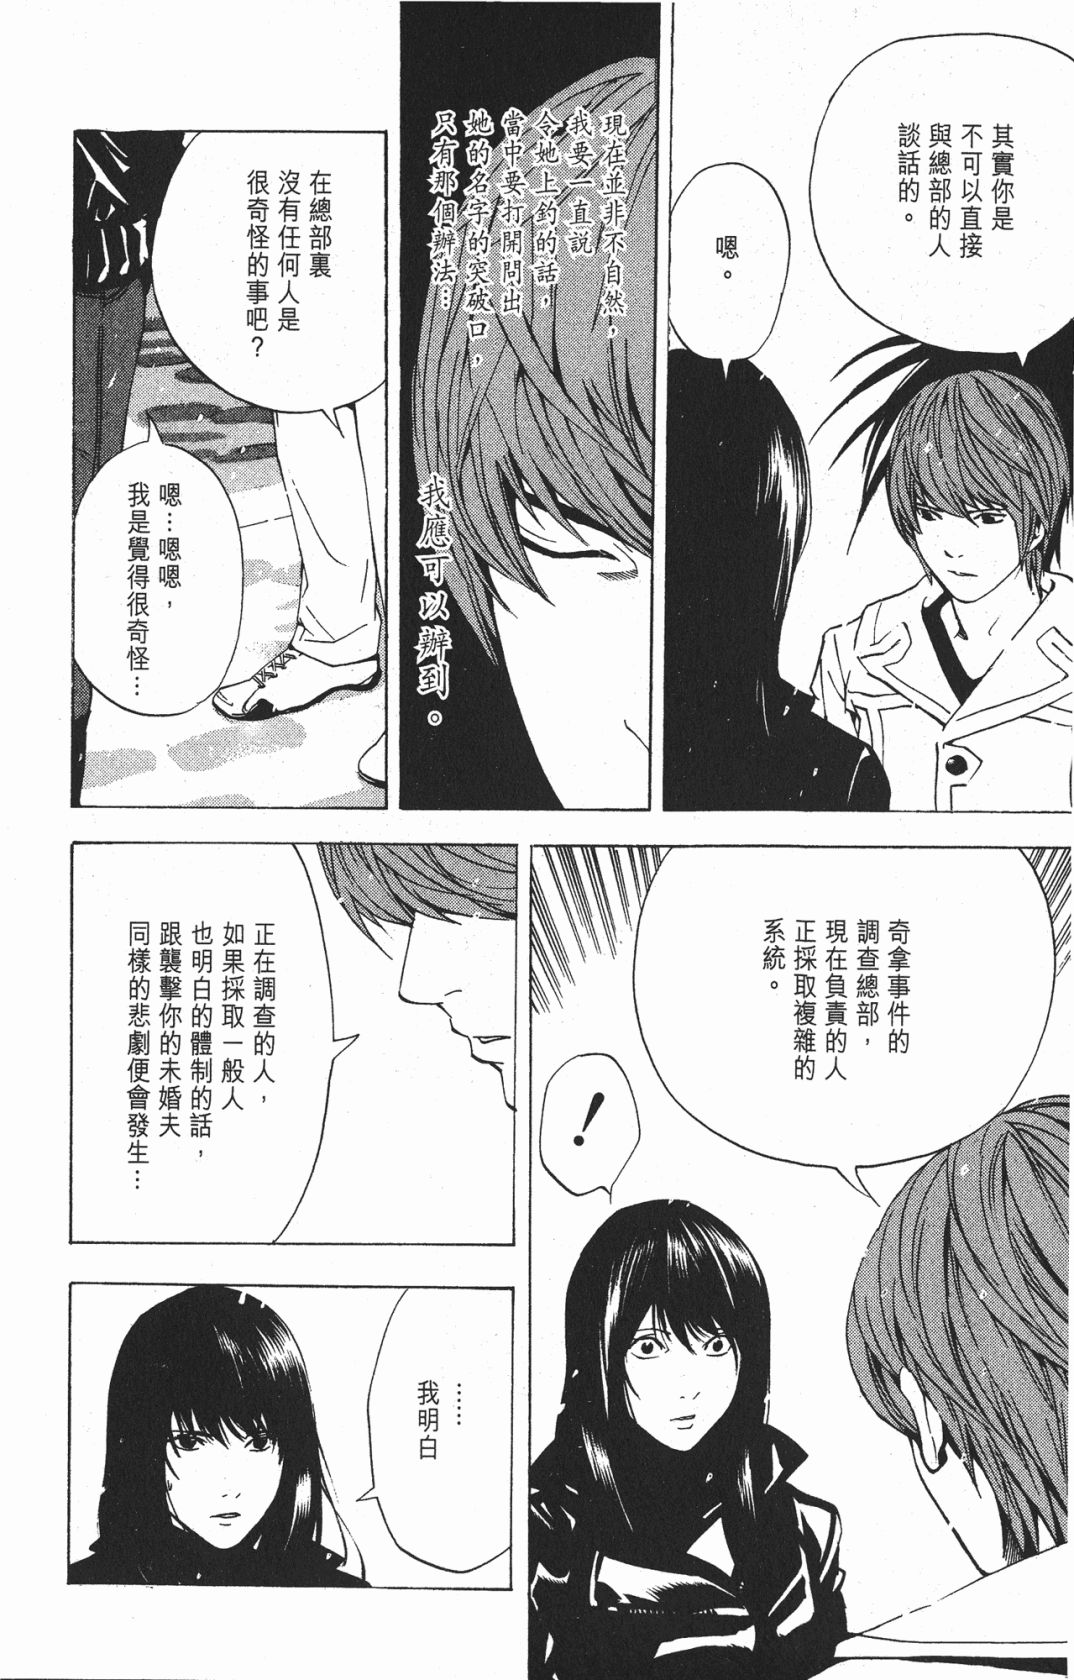 其實你是
不可以直接
與總部的人
談話的。
嗯。
現在並非不自然，
我要一直說
令她上釣的話，
當中要打開問出
她的名字的突破口，
只有那個辦法…
我應可以辦到。
在總部裏
沒有任何人是
很奇怪的事吧？
嗯…嗯嗯，
我是覺得很奇怪…
奇拿事件的
調查總部，
現在負責的人
正採取複雜的
系統。
！
正在調查的人，
如果採取一般人
也明白的體制的話，
跟襲擊你的未婚夫
同樣的悲劇便會發生…
……
我明白